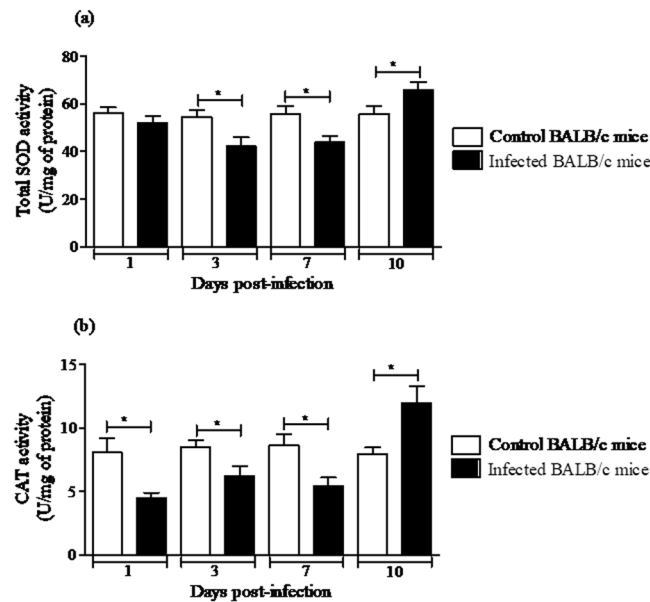 (a)
Total SOD activity
(U/mg of protein)
80
60
40
20
0
*
*
*
1
3
7
10
Days post-infection
Control BALB/c mice
Infected BALB/c mice
(b)
CAT activity
(U/mg of protein)
15
10
5
0
*
*
*
*
1
3
7
10
Days post-infection
Control BALB/c mice
Infected BALB/c mice